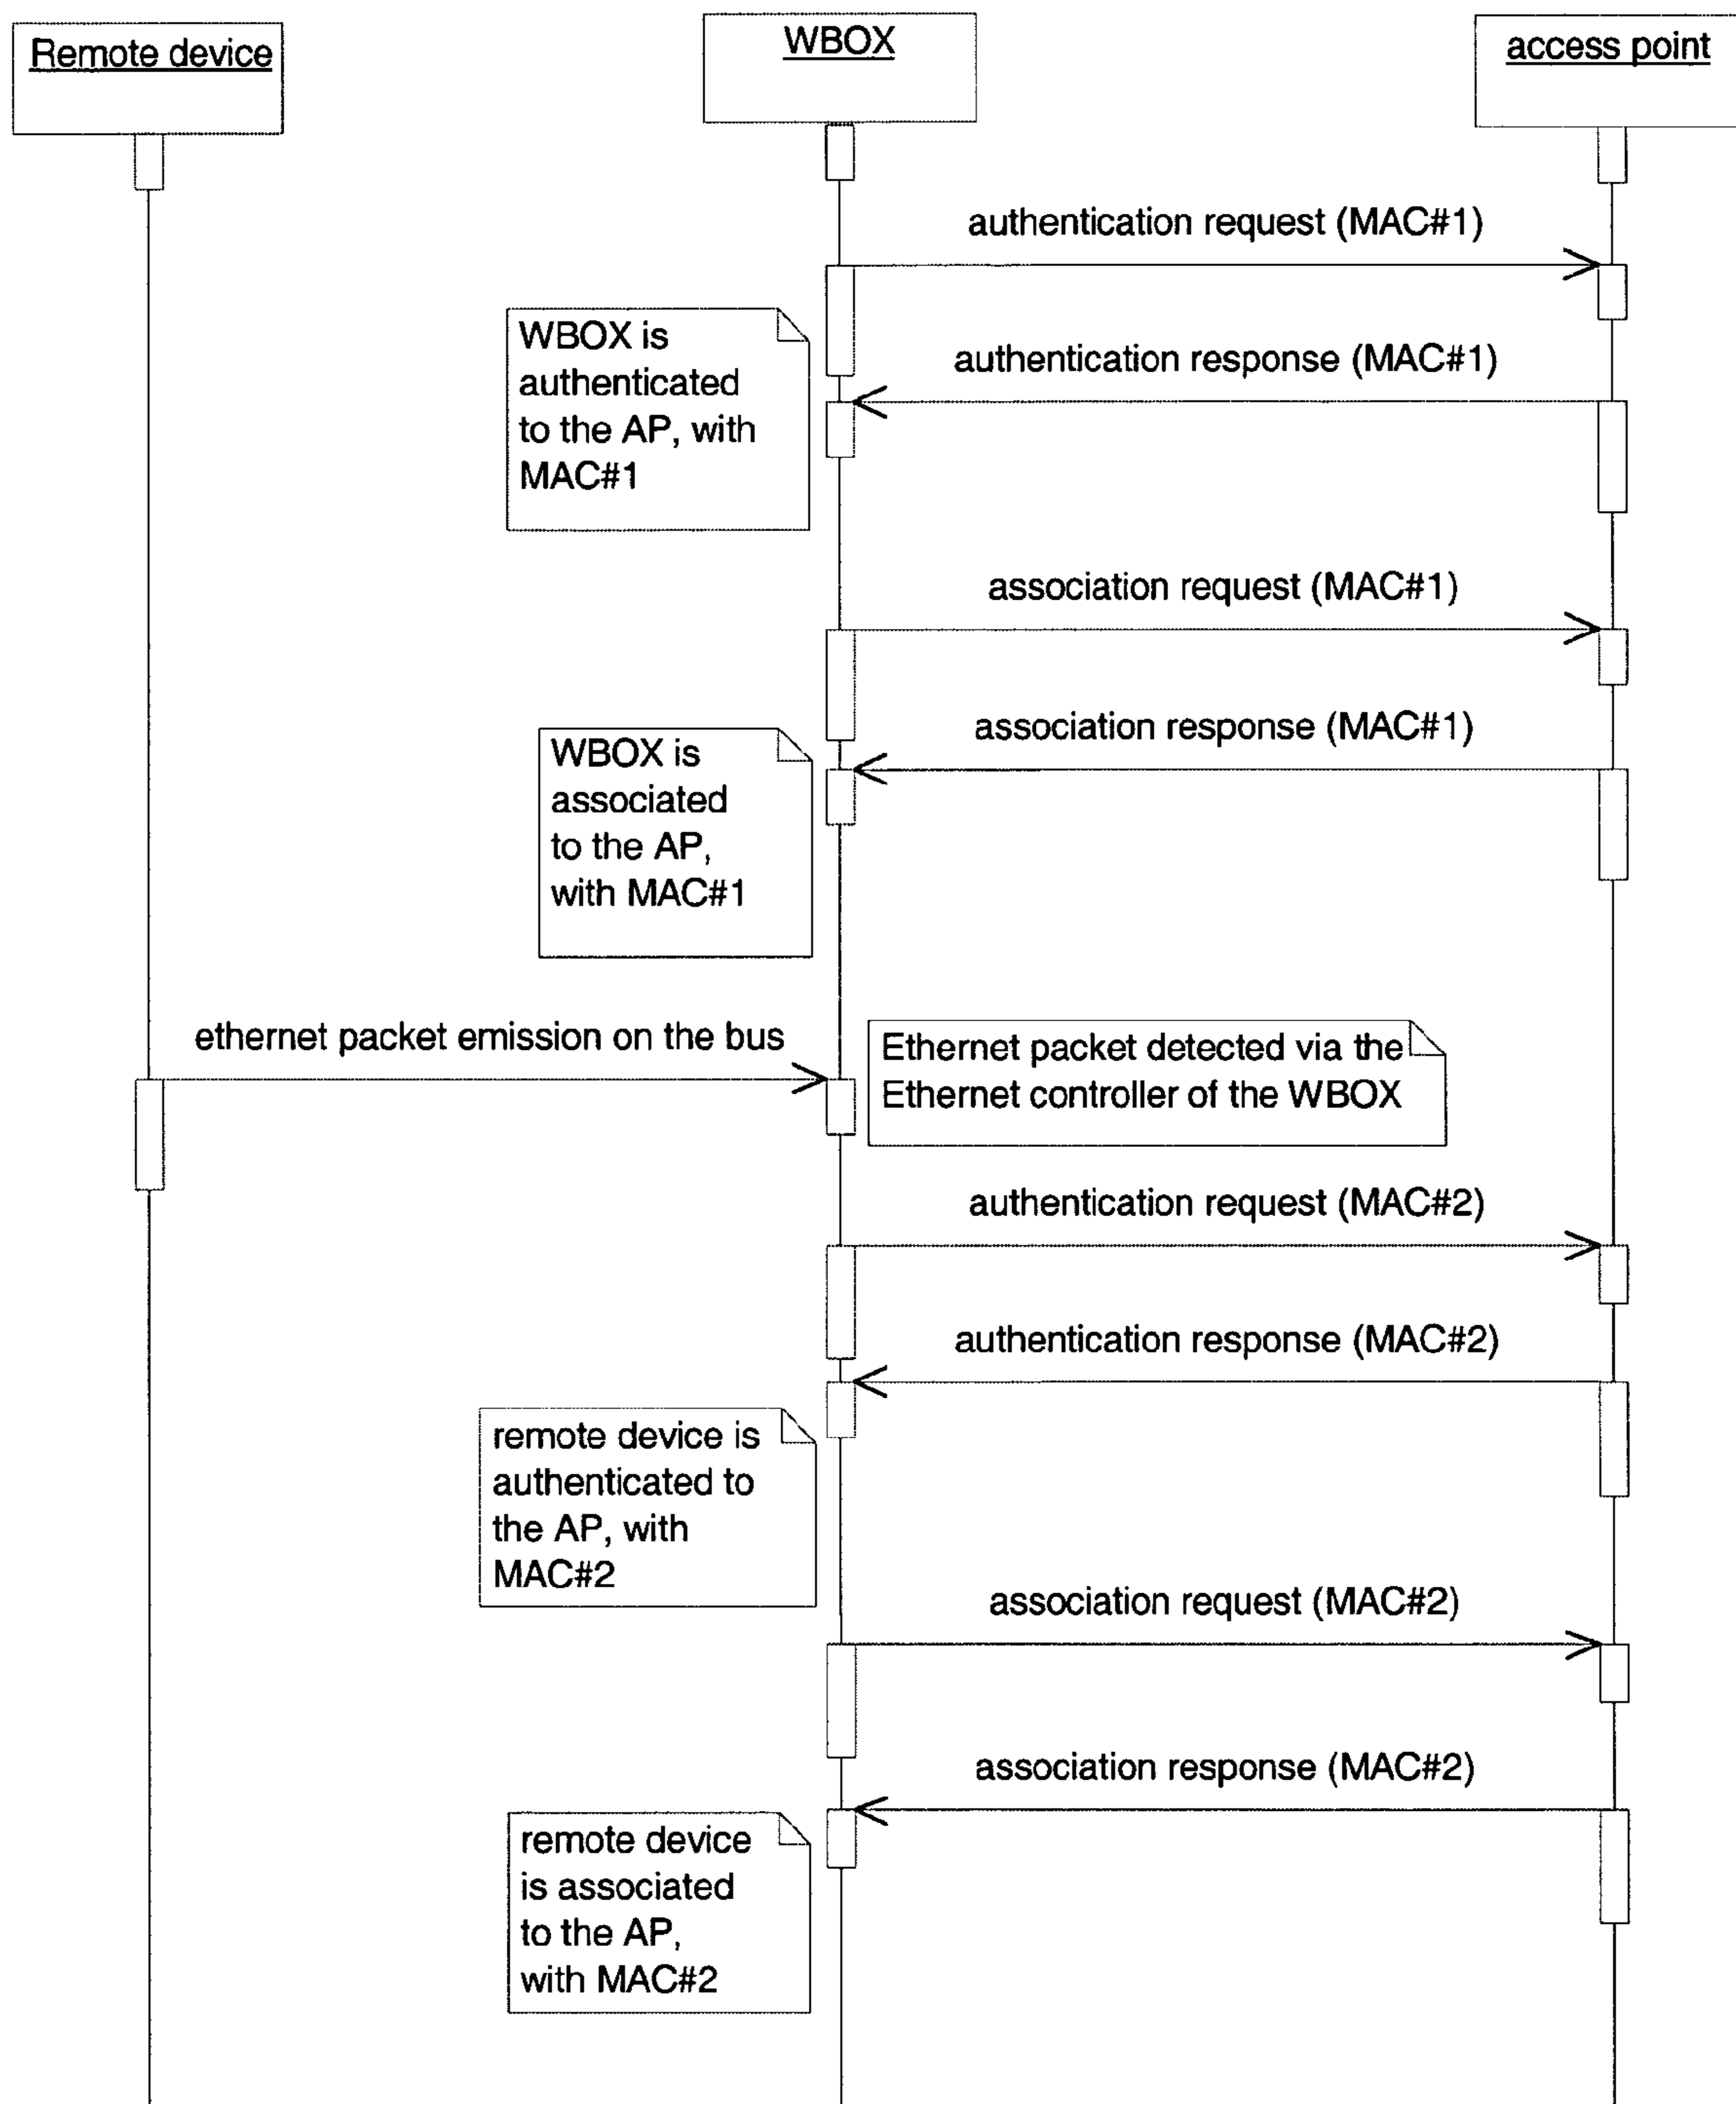 Remote device
WBOX
access point
authentication request (MAC#1)
WBOX is
authenticated
to the AP, with
MAC#1
authentication response (MAC#1)
association request (MAC#1)
association response (MAC#1)
WBOX is
associated
to the AP,
with MAC#1
ethernet packet emission on the bus
Ethernet packet detected via the
Ethernet controller of the WBOX
authentication request (MAC#2)
authentication response (MAC#2)
remote device is
authenticated to
the AP, with
MAC#2
association request (MAC#2)
association response (MAC#2)
remote device
is associated
to the AP,
with MAC#2